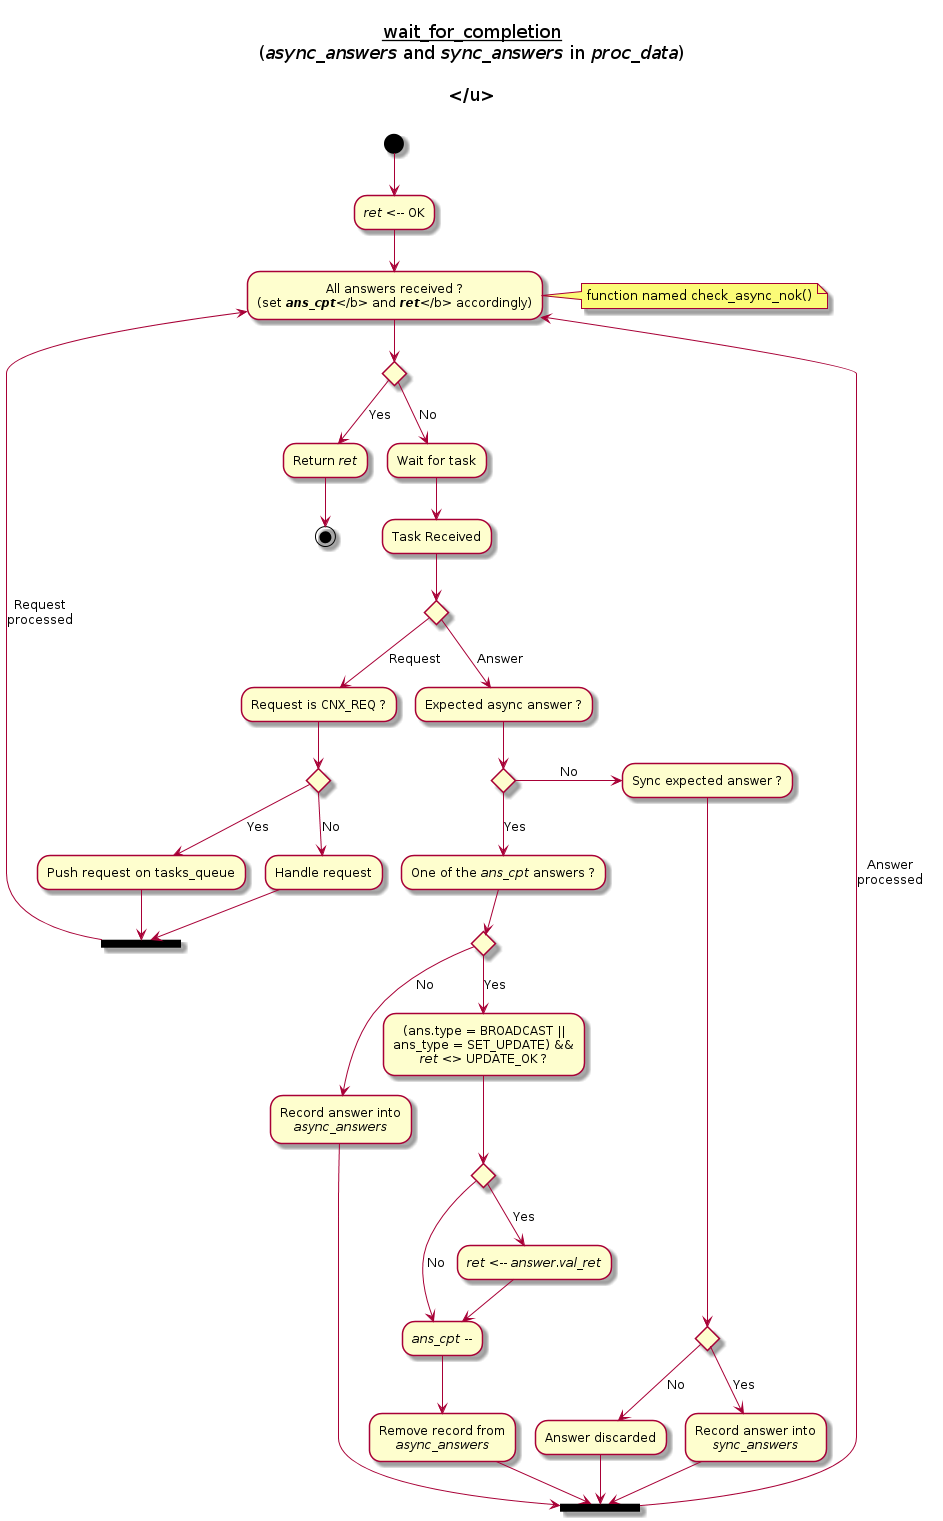 wait_for_completion
(async_answers and sync_answers in proc_data)
</u>
ret <-- OK
All answers received ?
(set ans_cpt</b> and ret</b> accordingly)
function named check_async_nok()
Yes
No
Return ret
Wait for task
Task Received
Request
processed
Request
Answer
Request is CNX_REQ ?
Expected async answer ?
No
Sync expected answer ?
Yes
No
Yes
Push request on tasks_queue
Handle request
One of the ans_cpt answers ?
Answer
processed
No
Yes
(ans.type = BROADCAST ||
ans_type = SET_UPDATE) &&
ret <> UPDATE_OK ?
Record answer into
async_answers
Yes
No
ret <-- answer.val_ret
ans_cpt --
No
Yes
Remove record from
async_answers
Answer discarded
Record answer into
sync_answers